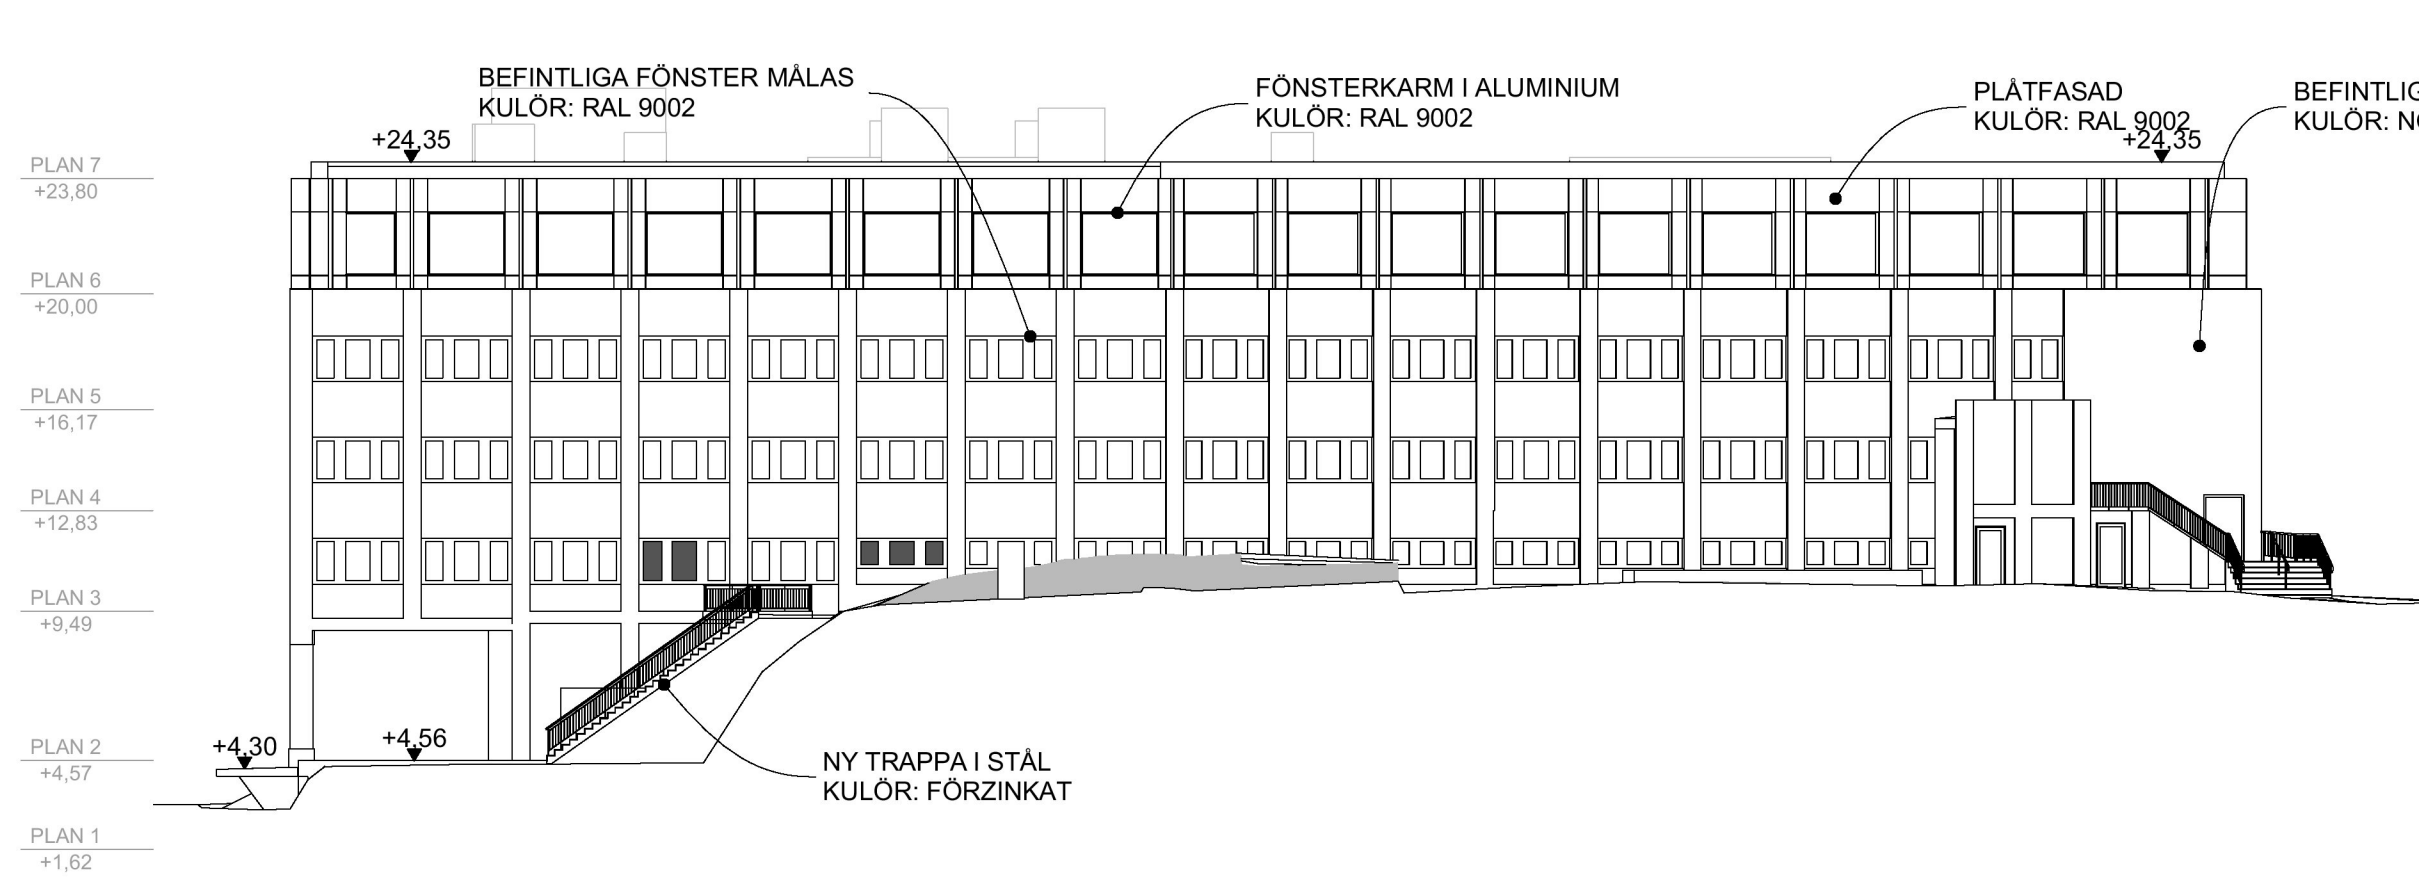 BEFINTLIGA FÖNSTER MÅLAS
KULÖR: RAL 9002
FÖNSTERKARM I ALUMINIUM
KULÖR: RAL 9002
PLÅTFASAD
KULÖR: RAL 9002
BEFINTLIG
KULÖR:
+24,35
+24,35
PLAN 7
+23,80
PLAN 6
+20,00
PLAN 5
+16,17
PLAN 4
+12,83
PLAN 3
+9,49
PLAN 2
+4,57
PLAN 1
+1,62
+4,30
+4,56
NY TRAPPA I STÅL
KULÖR: FÖRZINKAT